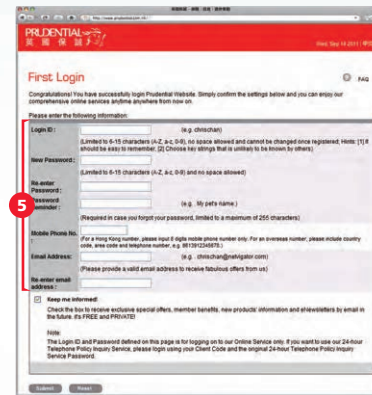 PRUDENTIAL
英國保誠
Wed, Sep 14 2011
First Login
FAQ
Congratulations! You have successfully login Prudential Website. Simply confirm the settings below and you can enjoy our
comprehensive online services anytime anywhere from now on.
Please enter the following information:
Login ID :
(e.g. chrischan)
(Limited to 6-15 characters (A-Z, a-z, 0-9), no space allowed and cannot be changed once registered; Hints: [1] It
should be easy to remember. [2] Choose key strings that is unlikely to be known by others)
New Password :
(Limited to 6-15 characters (A-Z, a-z, 0-9) and no space allowed)
Re-enter
Password :
5
Password
Reminder :
(e.g. My pet's name.)
(Required in case you forgot your password, limited to a maximum of 255 characters)
Mobile Phone No.
:
(For a Hong Kong number, please input 8 digits mobile phone number only. For an overseas number, please include country
code, area code and telephone number, e.g. 8613912345678.)
Email Address:
(e.g. : chrischan@netvigator.com)
(Please provide a valid email address to receive fabulous offers from us)
Re-enter email
address :
Keep me informed!
Check the box to receive exclusive special offers, member benefits, new products' information and eNewsletters by email in
the future. It's FREE and PRIVATE!
Note:
The Login ID and Password defined on this page is for logging on to our Online Service only. If you want to use our 24-hour
Telephone Policy Inquiry Service, please login using your Client Code and the original 24-hour Telephone Policy Inquiry
Service Password.
Submit
Reset